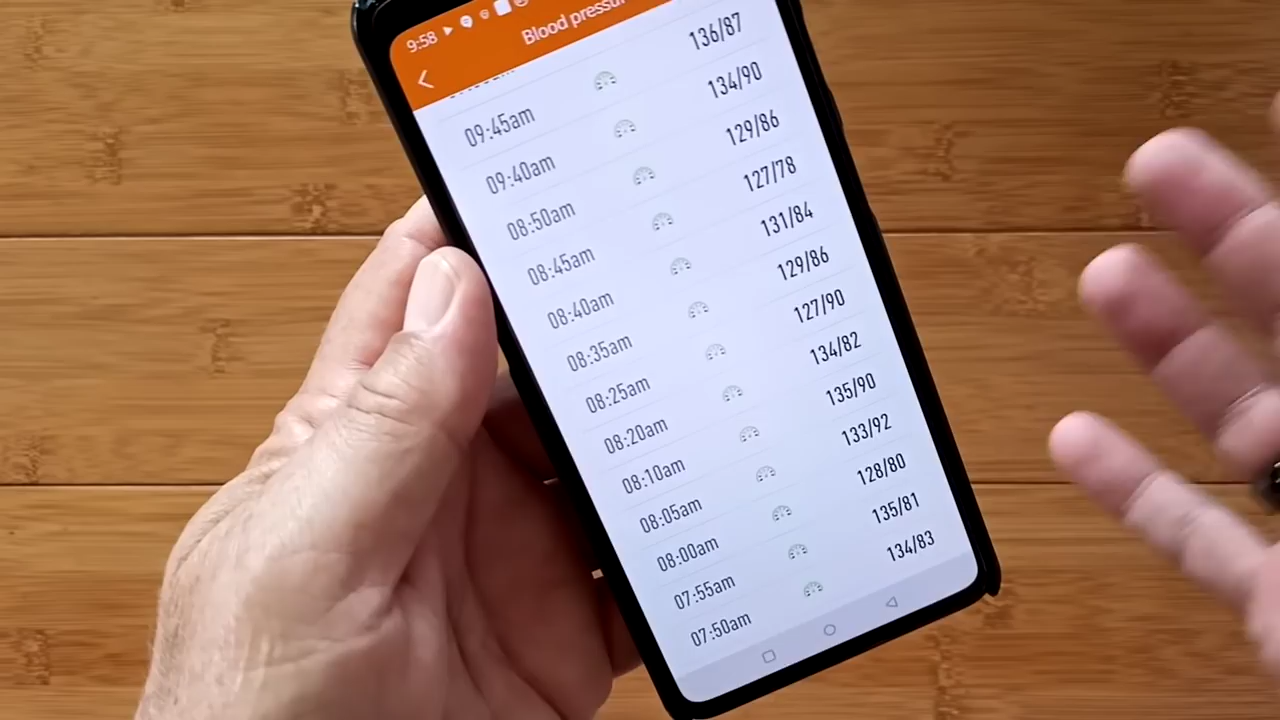 9:58
Blood pressur
09:45am 136/87
09:40am 134/90
08:50am 129/86
08:45am 127/78
08:40am 131/84
08:35am 129/86
08:25am 127/90
08:20am 134/82
08:10am 135/90
08:05am 133/92
08:00am 128/80
07:55am 135/81
07:50am 134/83